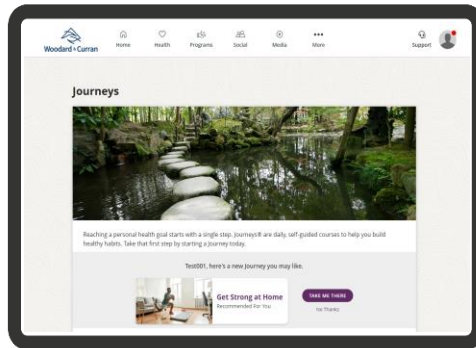 Woodard & Curran
Home
Health
Programs
Social
Media
More
Support
Journeys
Reaching a personal health goal starts with a single step. Journeys® are daily, self-guided courses to help you build
healthy habits. Take that first step by starting a Journey today.
Test001, here's a new Journey you may like.
Get Strong at Home
Recommended For You
TAKE ME THERE
No Thanks